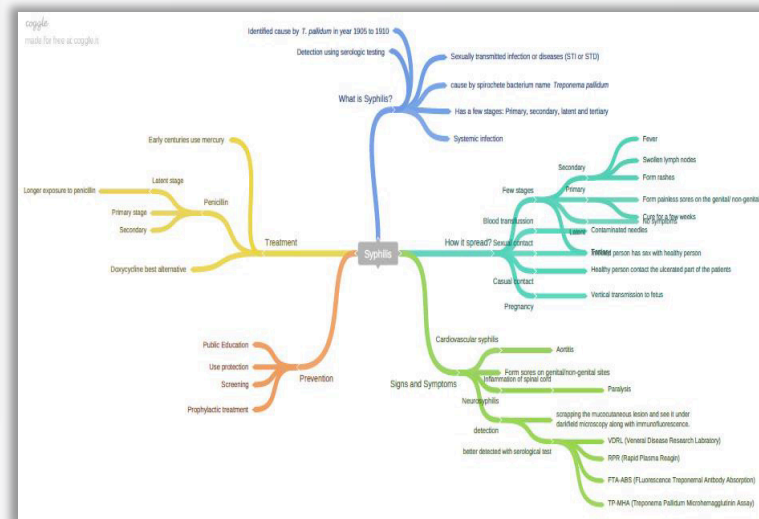 coggle
made for free at coggle.it
Syphilis
What is Syphilis?
Identified cause by T. pallidum in year 1905 to 1910
Detection using serologic testing
Sexually transmitted infection or diseases (STI or STD)
cause by spirochete bacterium name Treponema pallidum
Has a few stages: Primary, secondary, latent and tertiary
Systemic infection
How it spread?
Few stages
Secondary
Fever
Swollen lymph nodes
Form rashes
Primary
Form painless sores on the genital/ non-genital
Cure for a few weeks
Latent
No symptoms
Tertiary
Blood transfussion
Contaminated needles
Sexual contact
Infected person has sex with healthy person
Casual contact
Healthy person contact the ulcerated part of the patients
Pregnancy
Vertical transmission to fetus
Signs and Symptoms
Cardiovascular syphilis
Aortitis
Form sores on genital/non-genital sites
Inflammation of spinal cord
Paralysis
Neurosyphilis
detection
scrapping the mucocutaneous lesion and see it under
darkfield microscopy along with immunofluorescence.
better detected with serological test
VDRL (Veneral Disease Research Labratory)
RPR (Rapid Plasma Reagin)
FTA-ABS (FLuorescence Treponemal Antibody Absorption)
TP-MHA (Treponema Pallidum Microhemagglutinin Assay)
Treatment
Early centuries use mercury
Penicillin
Latent stage
Longer exposure to penicillin
Primary stage
Secondary
Doxycycline best alternative
Prevention
Public Education
Use protection
Screening
Prophylactic treatment